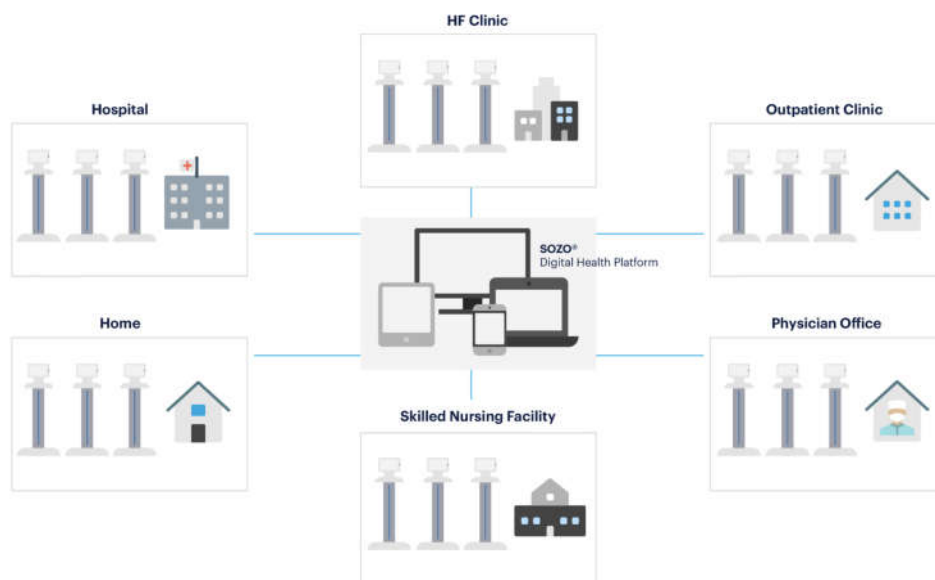 HF Clinic
Hospital
Outpatient Clinic
SOZO®
Digital Health Platform
Home
Physician Office
Skilled Nursing Facility